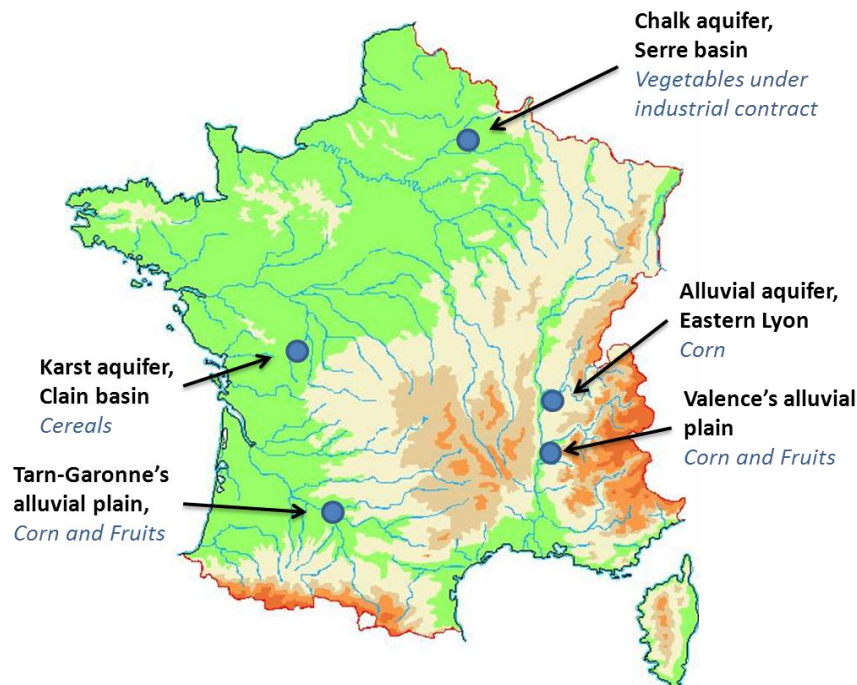 Chalk aquifer,
Serre basin
Vegetables under
industrial contract
Alluvial aquifer,
Eastern Lyon
Corn
Karst aquifer,
Clain basin
Cereals
Valence’s alluvial
plain
Corn and Fruits
Tarn-Garonne’s
alluvial plain,
Corn and Fruits